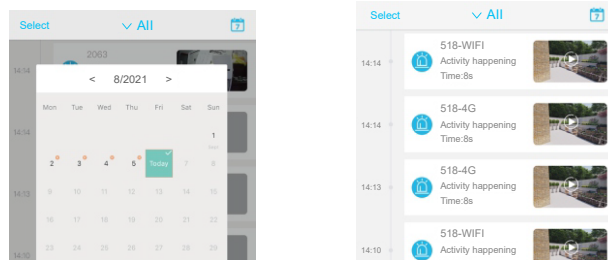 Select All 7
2063
14:14
< 8/2021 >
Mon Tue Wed Thu Fri Sat Sun
1
14:14
2 3 4 5 Today 7 8
9 10 11 12 13 14 15
14:13
16 17 18 19 20 21 22
23 24 25 26 27 28 29
14:10
Select All 7
518-WIFI
14:14 Activity happening
Time:8s
518-4G
14:14 Activity happening
Time:8s
518-4G
14:13 Activity happening
Time:8s
518-WIFI
14:10 Activity happening